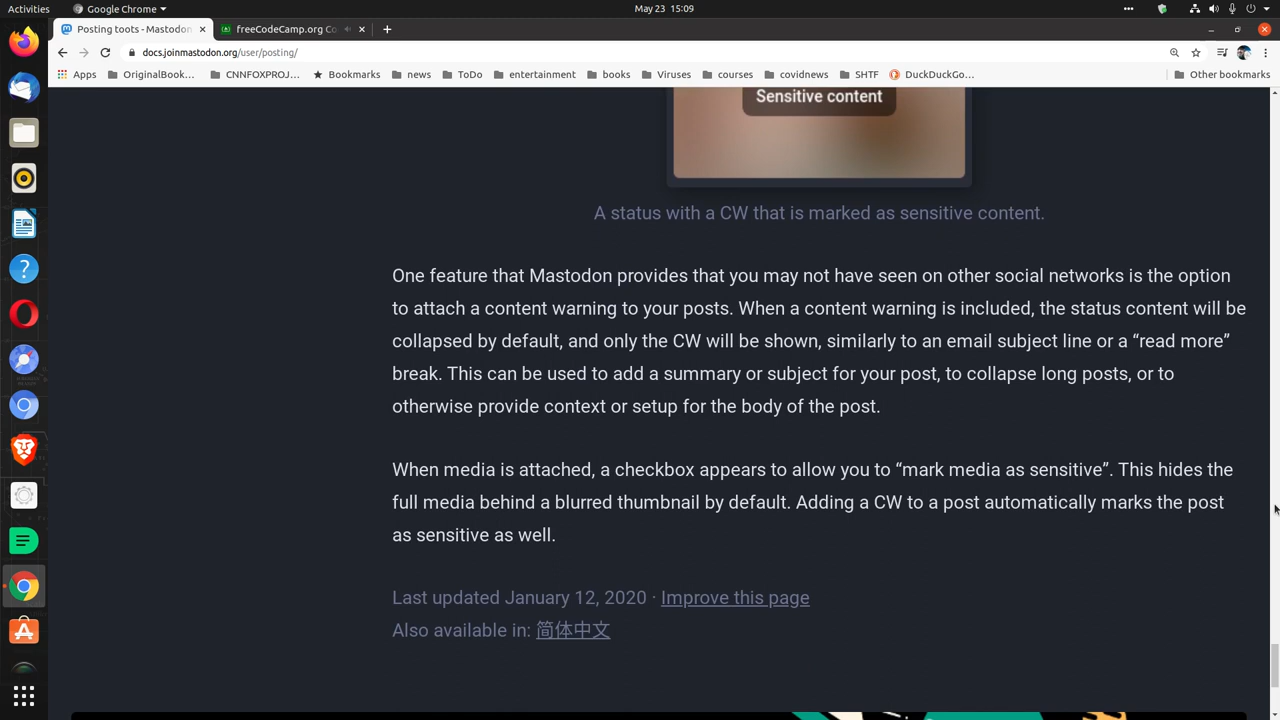 Activities
Google Chrome
May 23 15:09
Posting toots - Mastodon
freeCodeCamp.org Co
docs.joinmastodon.org/user/posting/
Apps
OriginalBook...
CNNFOXPROJ...
Bookmarks
news
ToDo
entertainment
books
Viruses
courses
covidnews
SHTF
DuckDuckGo...
Other bookmarks
Sensitive content
A status with a CW that is marked as sensitive content.
One feature that Mastodon provides that you may not have seen on other social networks is the option
to attach a content warning to your posts. When a content warning is included, the status content will be
collapsed by default, and only the CW will be shown, similarly to an email subject line or a “read more”
break. This can be used to add a summary or subject for your post, to collapse long posts, or to
otherwise provide context or setup for the body of the post.
When media is attached, a checkbox appears to allow you to “mark media as sensitive”. This hides the
full media behind a blurred thumbnail by default. Adding a CW to a post automatically marks the post
as sensitive as well.
Last updated January 12, 2020 · Improve this page
Also available in: 简体中文